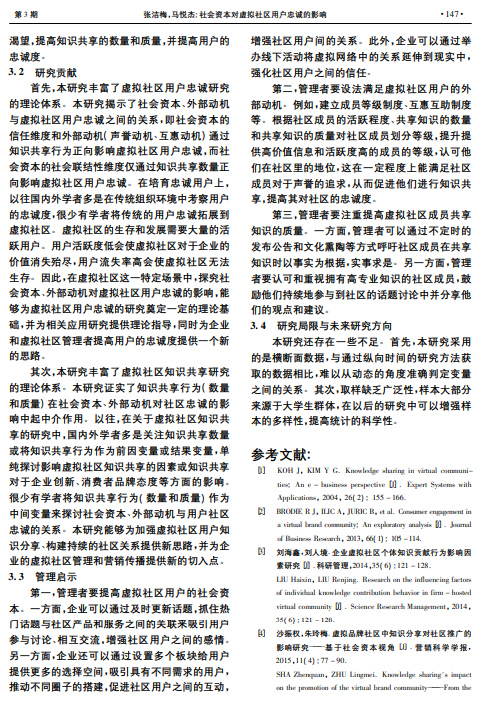 第 3 期
张洁梅,马悦杰:社会资本对虚拟社区用户忠诚的影响
·147·
渴望,提高知识共享的数量和质量,并提高用户的
忠诚度。
3.2 研究贡献
首先,本研究丰富了虚拟社区用户忠诚研究
的理论体系。本研究揭示了社会资本、外部动机
与虚拟社区用户忠诚之间的关系,即社会资本的
信任维度和外部动机(声誉动机、互惠动机)通过
知识共享行为正向影响虚拟社区用户忠诚,而社
会资本的社会联结性维度仅通过知识共享数量正
向影响虚拟社区用户忠诚。在培育忠诚用户上,
以往国内外学者多是在传统组织环境中考察用户
的忠诚度,很少有学者将传统的用户忠诚拓展到
虚拟社区。虚拟社区的生存与发展需要大量的活
跃用户。用户活跃度低会使虚拟社区对于企业的
价值消失殆尽,用户流失率高会使虚拟社区无法
生存。因此,在虚拟社区这一特定场景中,探究社
会资本、外部动机对虚拟社区用户忠诚的影响,能
够为虚拟社区用户忠诚的研究奠定一定的理论基
础,并为相关应用研究提供理论指导,同时为企业
和虚拟社区管理者提高用户的忠诚度提供一个新
的思路。
其次,本研究丰富了虚拟社区知识共享研究
的理论体系。本研究证实了知识共享行为(数量
和质量)在社会资本、外部动机对社区忠诚的影
响中起中介作用。以往,在关于虚拟社区知识共
享的研究中,国内外学者多是关注知识共享数量
或将知识共享行为作为前因变量或结果变量,单
纯探讨影响虚拟社区知识共享的因素或知识共享
对于企业创新、消费者品牌态度等方面的影响。
很少有学者将知识共享行为(数量和质量)作为
中间变量来探讨社会资本、外部动机与用户社区
忠诚的关系。本研究能够为加强虚拟社区用户知
识分享、构建持续的社区关系提供新思路,并为企
业的虚拟社区管理和营销传播提供新的切入点。
3.3 管理启示
第一,管理者要提高虚拟社区用户的社会资
本。一方面,企业可以通过及时更新话题,抓住热
门话题与社区产品和服务之间的关联来吸引用户
参与讨论、相互交流,增强社区用户之间的感情。
另一方面,企业还可以通过设置多个板块给用户
提供更多的选择空间,吸引具有不同需求的用户,
推动不同圈子的搭建,促进社区用户之间的互动,
增强社区用户间的关系。此外,企业可以通过举
办线下活动将虚拟网络中的关系延伸到现实中,
强化社区用户之间的信任。
第二,管理者要设法满足虚拟社区用户的外
部动机。例如,建立成员等级制度、互惠互助制度
等。根据社区成员的活跃程度、共享知识的数量
和共享知识的质量对社区成员划分等级,提升提
供高价值信息和活跃度高的成员的等级,认可他
们在社区里的地位,这在一定程度上能满足社区
成员对于声誉的追求,从而促进他们进行知识共
享,提高其对社区的忠诚度。
第三,管理者要注重提高虚拟社区成员共享
知识的质量。一方面,管理者可以通过不定时的
发布公告和文化熏陶等方式呼吁社区成员在共享
知识时以事实为根据,实事求是。另一方面,管理
者要认可和重视拥有高专业知识的社区成员,鼓
励他们持续地参与到社区的话题讨论中并分享他
们的观点和建议。
3.4 研究局限与未来研究方向
本研究还存在一些不足。首先,本研究采用
的是横断面数据,与通过纵向时间的研究方法获
取的数据相比,难以从动态的角度准确判定变量
之间的关系。其次,取样缺乏广泛性,样本大部分
来源于大学生群体,在以后的研究中可以增强样
本的多样性,提高统计的科学性。
参考文献:
[1] KOH J, KIM Y G. Knowledge sharing in virtual communi-
ties: An e - business perspective [J]. Expert Systems with
Applications, 2004, 26(2): 155 - 166.
[2] BRODIE R J, ILIC A, JURIC B, et al. Consumer engagement in
a virtual brand community: An exploratory analysis [J]. Journal
of Business Research, 2013, 66(1): 105 - 114.
[3] 刘海鑫,刘人境.企业虚拟社区个体知识贡献行为影响因
素研究[J].科研管理,2014,35(6):121 - 128.
LIU Haixin, LIU Renjing. Research on the influencing factors
of individual knowledge contribution behavior in firm - hosted
virtual community [J]. Science Research Management, 2014,
35(6): 121 - 128.
[4] 沙振权,朱玲梅.虚拟品牌社区中知识分享对社区推广的
影响研究——基于社会资本视角[J].营销科学学报,
2015,11(4):77 - 90.
SHA Zhenquan, ZHU Lingmei. Knowledge sharing's impact
on the promotion of the virtual brand community——From the